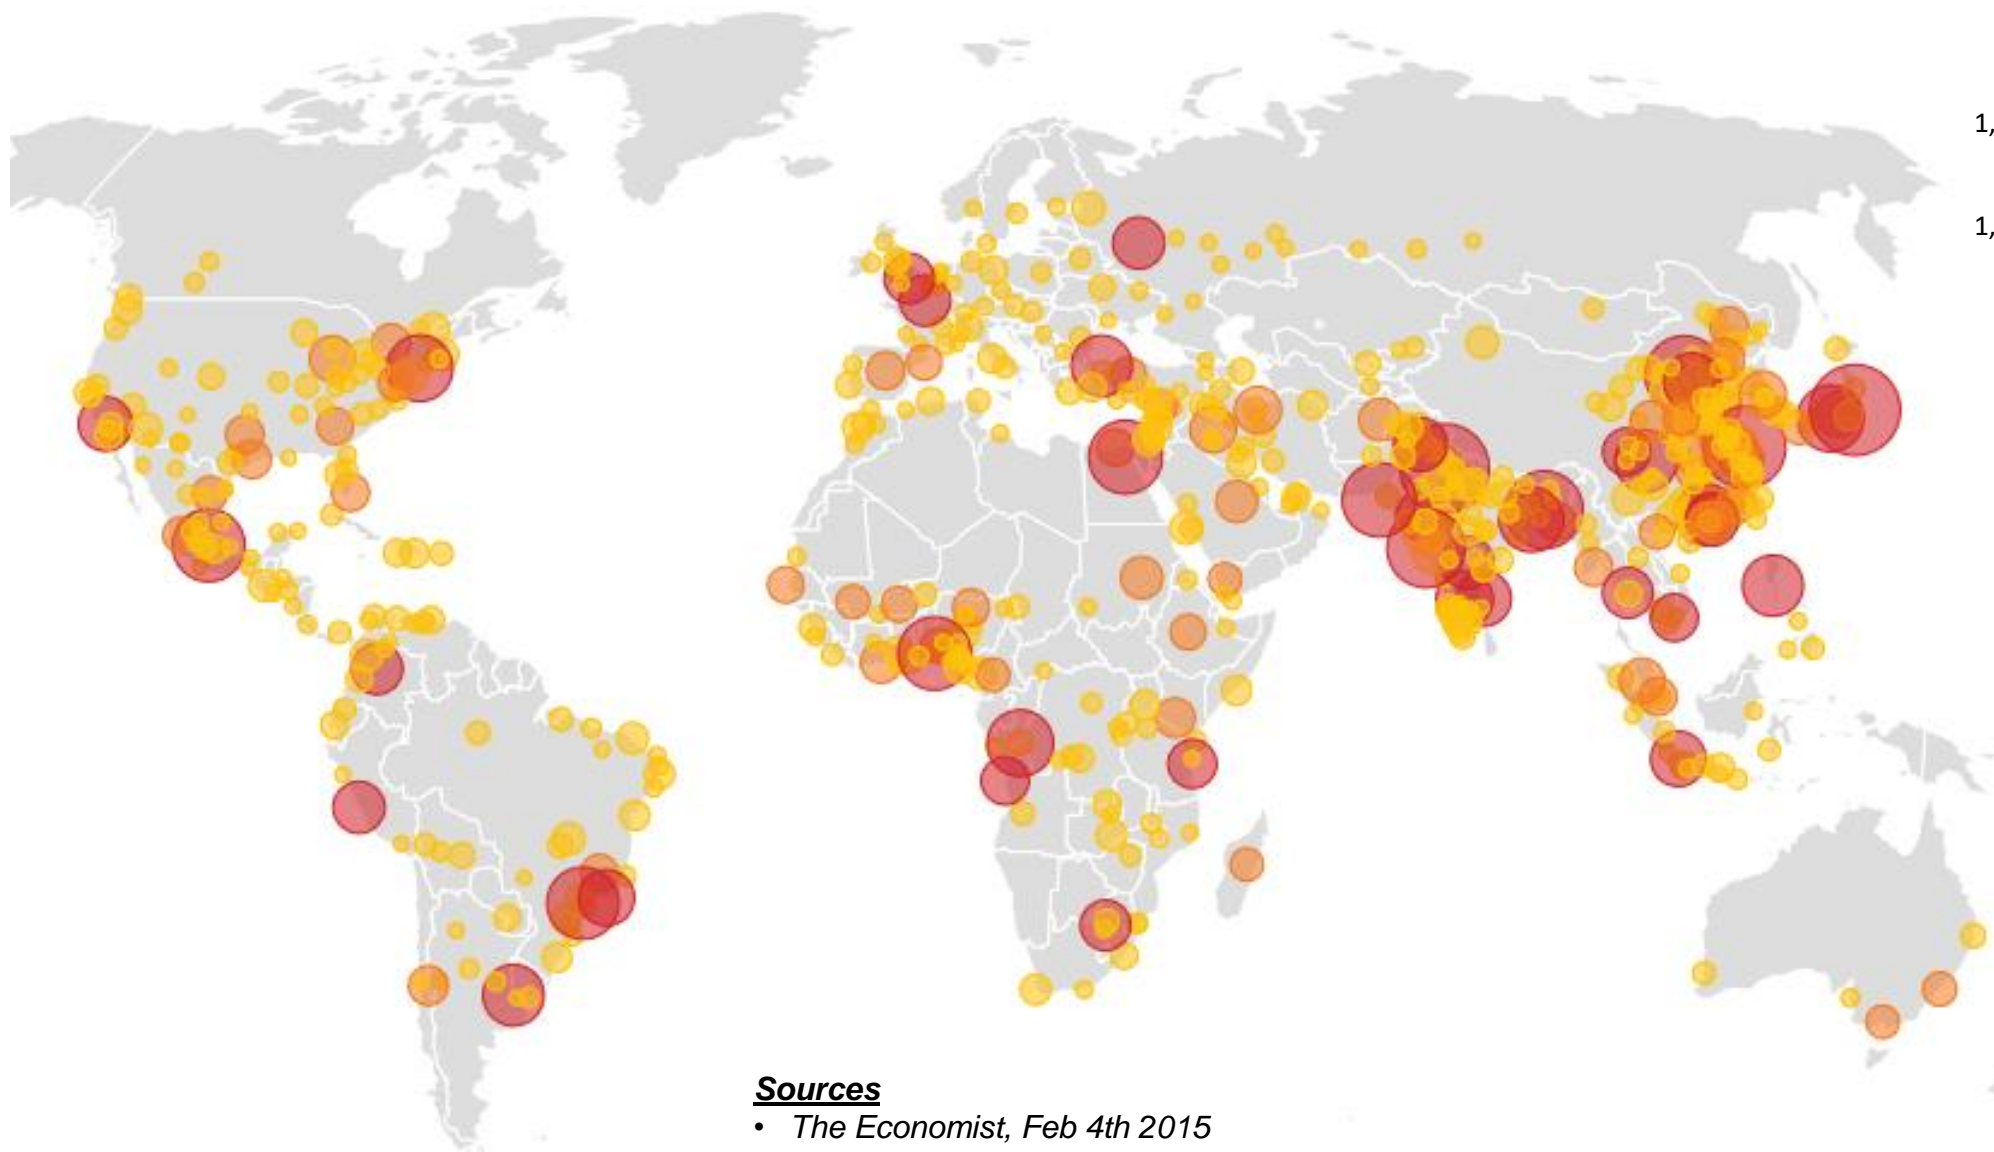 1,
1,
Sources
• The Economist, Feb 4th 2015